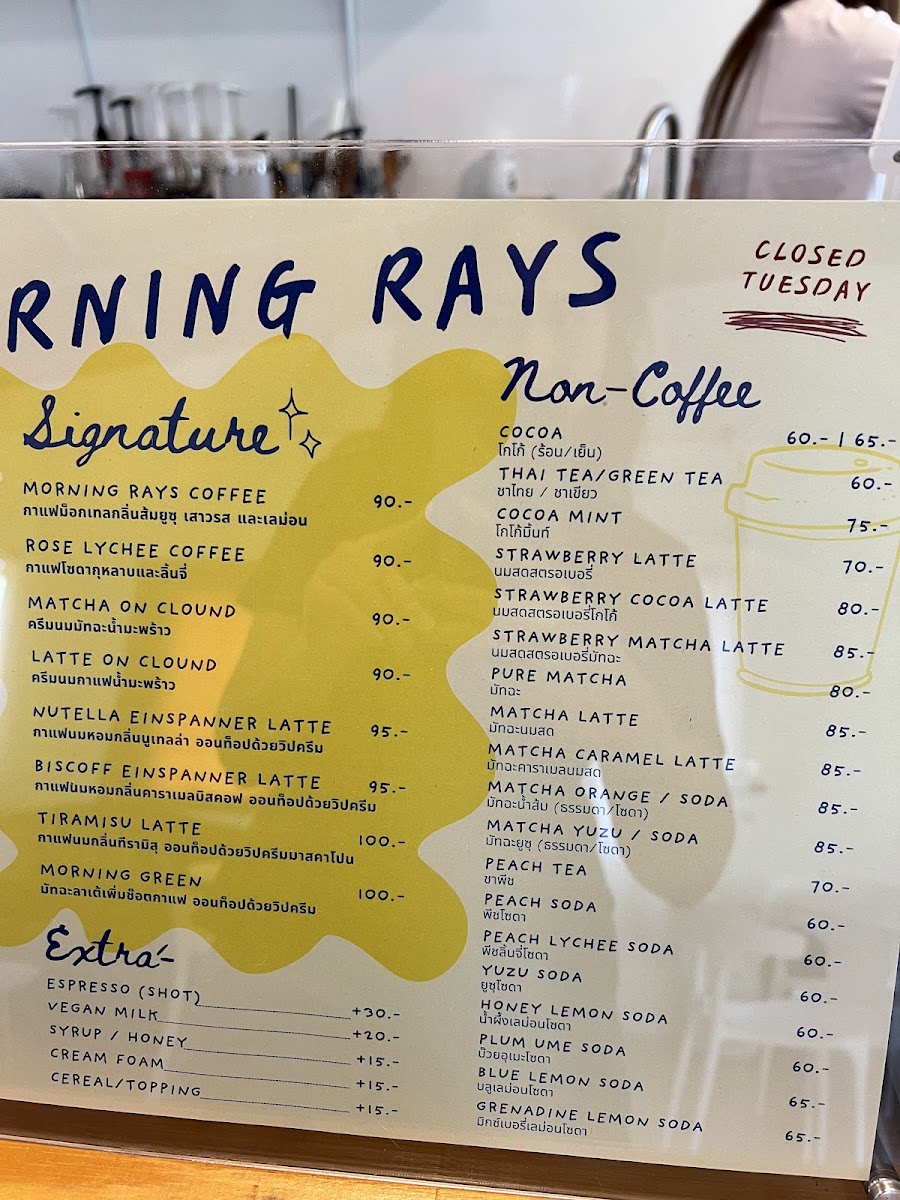 RNING RAYS
CLOSED
TUESDAY
Signature
MORNING RAYS COFFEE 90.-
กาแฟม็อกเทลกลิ่นส้มยูซุ เสาวรส และเลม่อน
ROSE LYCHEE COFFEE 90.-
กาแฟโซดากุหลาบและลิ้นจี่
MATCHA ON CLOUND 90.-
ครีมนมมัทฉะน้ำมะพร้าว
LATTE ON CLOUND 90.-
ครีมนมกาแฟน้ำมะพร้าว
NUTELLA EINSPANNER LATTE 95.-
กาแฟนมหอมกลิ่นนูเทลล่า ออนท็อปด้วยวิปครีม
BISCOFF EINSPANNER LATTE 95.-
กาแฟนมหอมกลิ่นคาราเมลบิสคอฟ ออนท็อปด้วยวิปครีม
TIRAMISU LATTE 100.-
กาแฟนมกลิ่นทีรามิสุ ออนท็อปด้วยวิปครีมมาสคาโปน
MORNING GREEN 100.-
มัทฉะลาเต้เพิ่มช๊อตกาแฟ ออนท็อปด้วยวิปครีม
Extra
ESPRESSO (SHOT) +30.-
VEGAN MILK +20.-
SYRUP / HONEY +15.-
CREAM FOAM +15.-
CEREAL/TOPPING +15.-
Non-Coffee
COCOA 60.- | 65.-
โกโก้ (ร้อน/เย็น)
THAI TEA/GREEN TEA 60.-
ชาไทย / ชาเขียว
COCOA MINT 75.-
โกโก้มิ้นท์
STRAWBERRY LATTE 70.-
นมสดสตรอเบอรี่
STRAWBERRY COCOA LATTE 80.-
นมสดสตรอเบอรี่โกโก้
STRAWBERRY MATCHA LATTE 85.-
นมสดสตรอเบอรี่มัทฉะ
PURE MATCHA 80.-
มัทฉะ
MATCHA LATTE 85.-
มัทฉะนมสด
MATCHA CARAMEL LATTE 85.-
มัทฉะคาราเมลนมสด
MATCHA ORANGE / SODA 85.-
มัทฉะน้ำส้ม (ธรรมดา/โซดา)
MATCHA YUZU / SODA 85.-
มัทฉะยูซุ (ธรรมดา/โซดา)
PEACH TEA 70.-
ชาพีช
PEACH SODA 60.-
พีชโซดา
PEACH LYCHEE SODA 60.-
พีชลิ้นจี่โซดา
YUZU SODA 60.-
ยูซุโซดา
HONEY LEMON SODA 60.-
น้ำผึ้งเลม่อนโซดา
PLUM UME SODA 60.-
บ๊วยอุเมะโซดา
BLUE LEMON SODA 65.-
บลูเลม่อนโซดา
GRENADINE LEMON SODA 65.-
มิกซ์เบอรี่เลม่อนโซดา